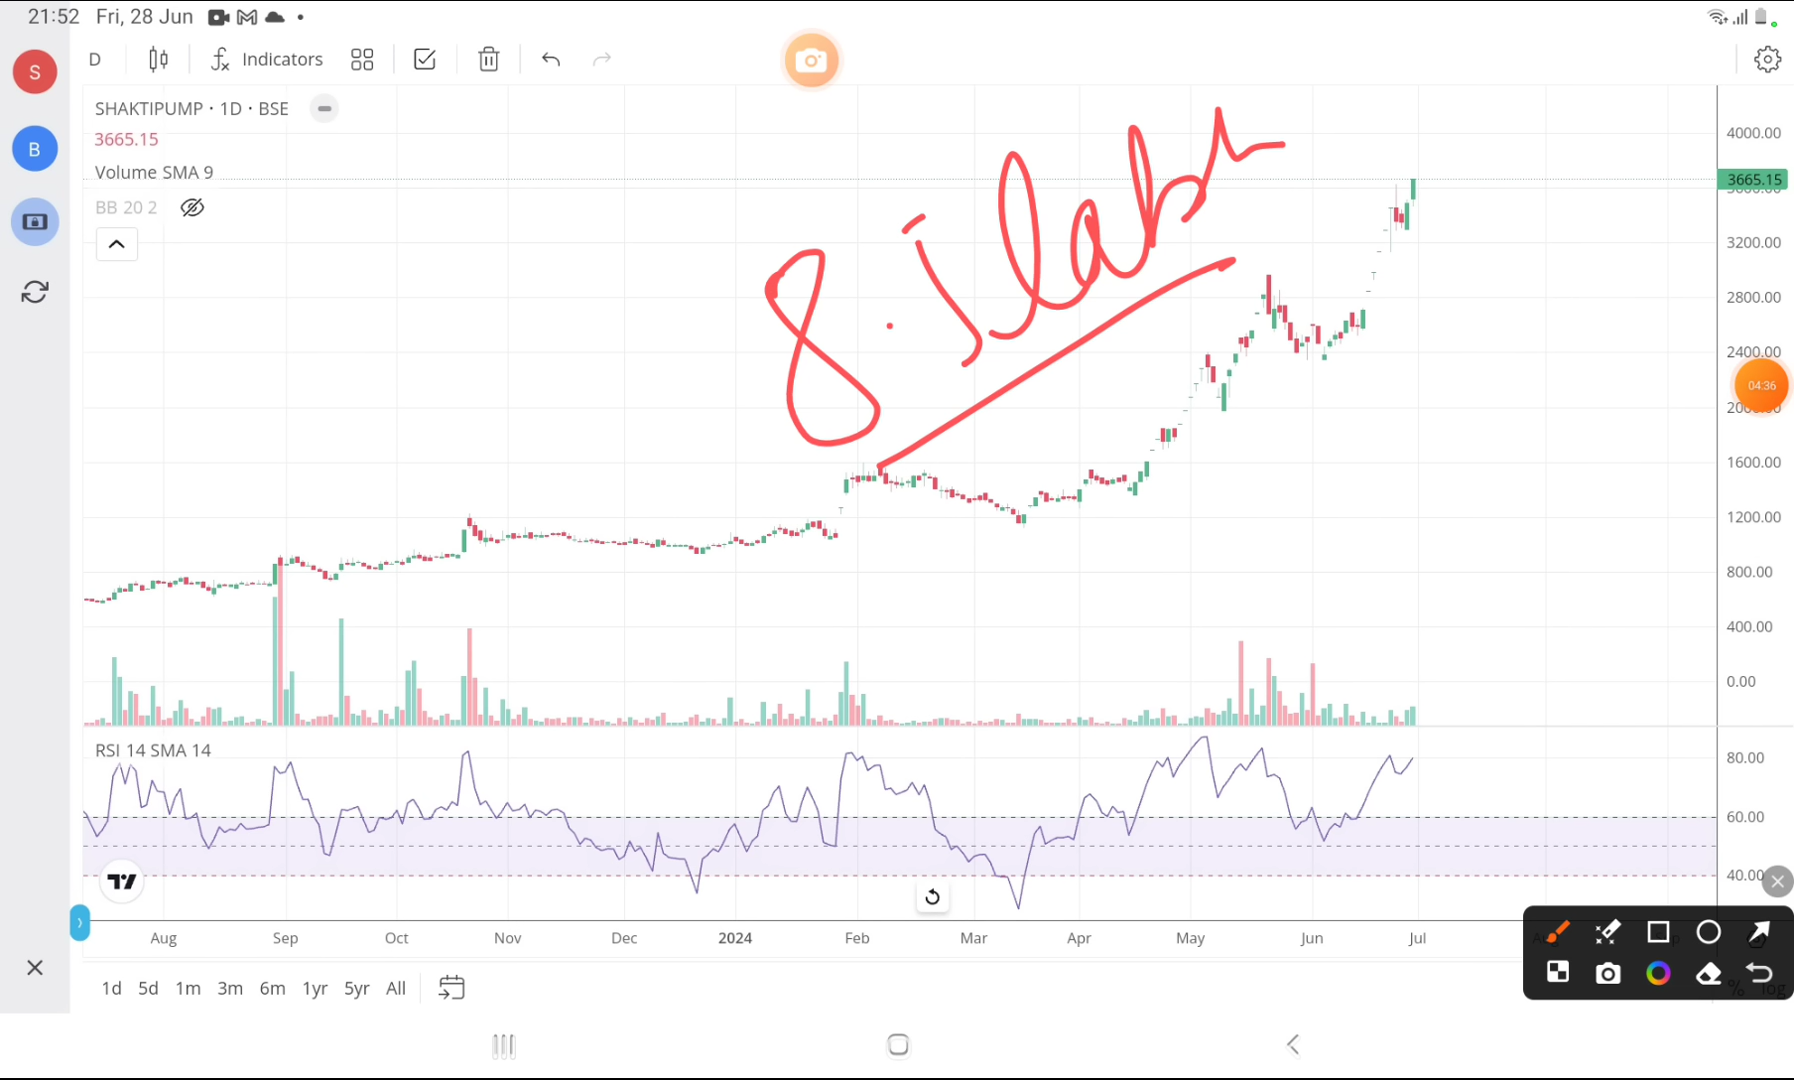 21:52 Fri, 28 Jun
S
D Indicators
B
SHAKTIPUMP · 1D · BSE
3665.15
Volume SMA 9
BB 20 2
4000.00
3665.15
3200.00
2800.00
2400.00
04:36
1600.00
1200.00
800.00
400.00
0.00
RSI 14 SMA 14
80.00
60.00
40.00
Aug Sep Oct Nov Dec 2024 Feb Mar Apr May Jun Jul
1d 5d 1m 3m 6m 1yr 5yr All % log